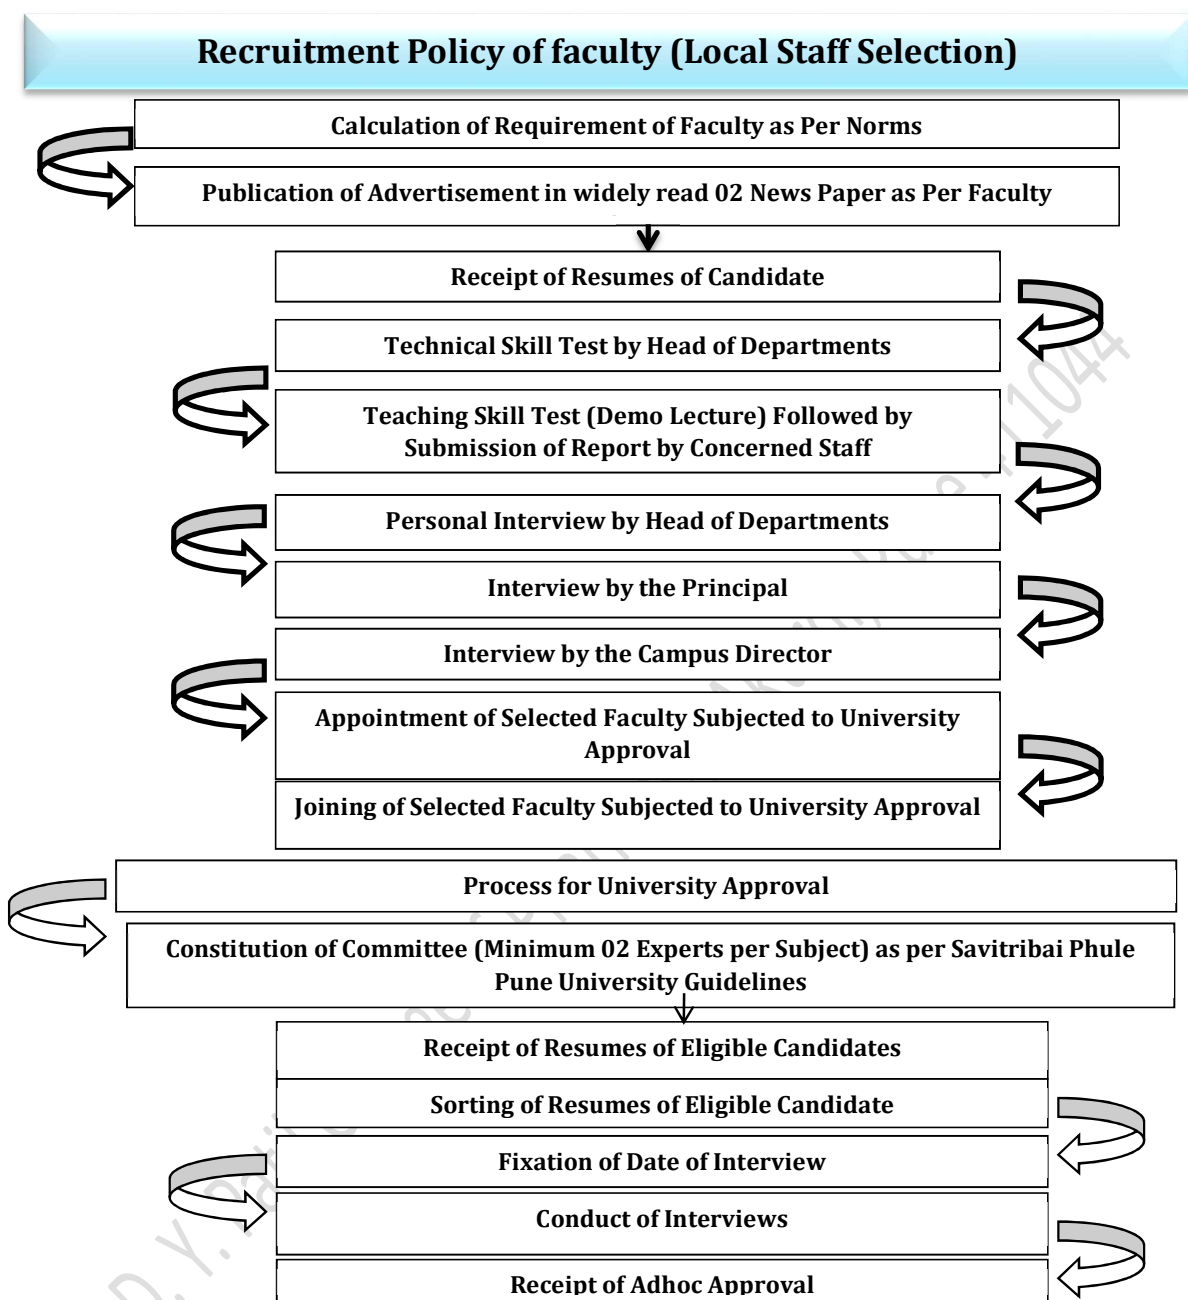 Recruitment Policy of faculty (Local Staff Selection)
Calculation of Requirement of Faculty as Per Norms
Publication of Advertisement in widely read 02 News Paper as Per Faculty
Receipt of Resumes of Candidate
Technical Skill Test by Head of Departments
Teaching Skill Test (Demo Lecture) Followed by
Submission of Report by Concerned Staff
Personal Interview by Head of Departments
Interview by the Principal
Interview by the Campus Director
Appointment of Selected Faculty Subjected to University
Approval
Joining of Selected Faculty Subjected to University Approval
Process for University Approval
Constitution of Committee (Minimum 02 Experts per Subject) as per Savitribai Phule
Pune University Guidelines
Receipt of Resumes of Eligible Candidates
Sorting of Resumes of Eligible Candidate
Fixation of Date of Interview
Conduct of Interviews
Receipt of Adhoc Approval
D. Y. Patil